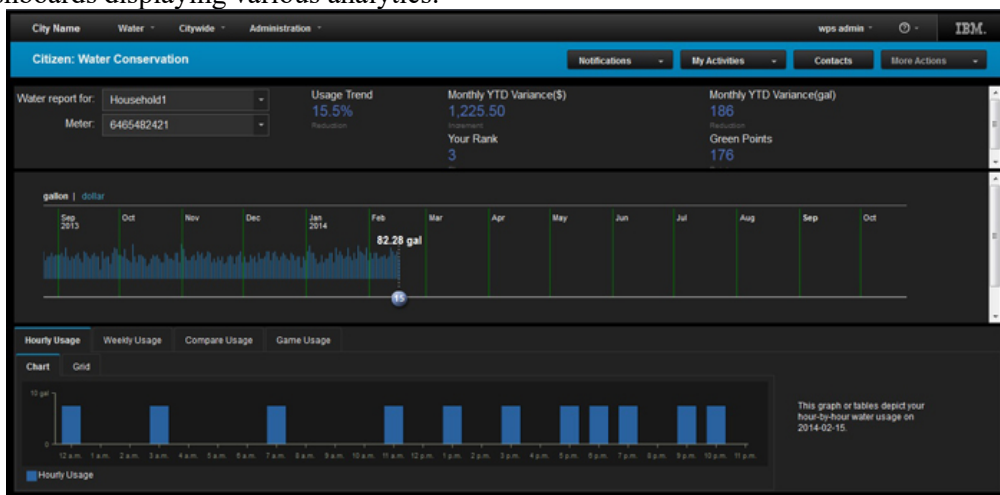 shboards displaying various analytics.
City Name Water Citywide Administration wps admin ? IBM.
Citizen: Water Conservation Notifications My Activities Contacts More Actions
Water report for: Household1
Meter: 6465482421
Usage Trend Monthly YTD Variance($) Monthly YTD Variance(gal)
15.5% 1,225.50 186
Reduction Increment Reduction
Your Rank Green Points
3 176
gallon | dollar
Sep 2013 Oct Nov Dec Jan 2014 Feb Mar Apr May Jun Jul Aug Sep Oct
82.28 gal
15
Hourly Usage Weekly Usage Compare Usage Game Usage
Chart Grid
10 gal
0
12 a.m. 1 a.m. 2 a.m. 3 a.m. 4 a.m. 5 a.m. 6 a.m. 7 a.m. 8 a.m. 9 a.m. 10 a.m. 11 a.m. 12 p.m. 1 p.m. 2 p.m. 3 p.m. 4 p.m. 5 p.m. 6 p.m. 7 p.m. 8 p.m. 9 p.m. 10 p.m. 11 p.m.
Hourly Usage
This graph or tables depict your
hour-by-hour water usage on
2014-02-15.